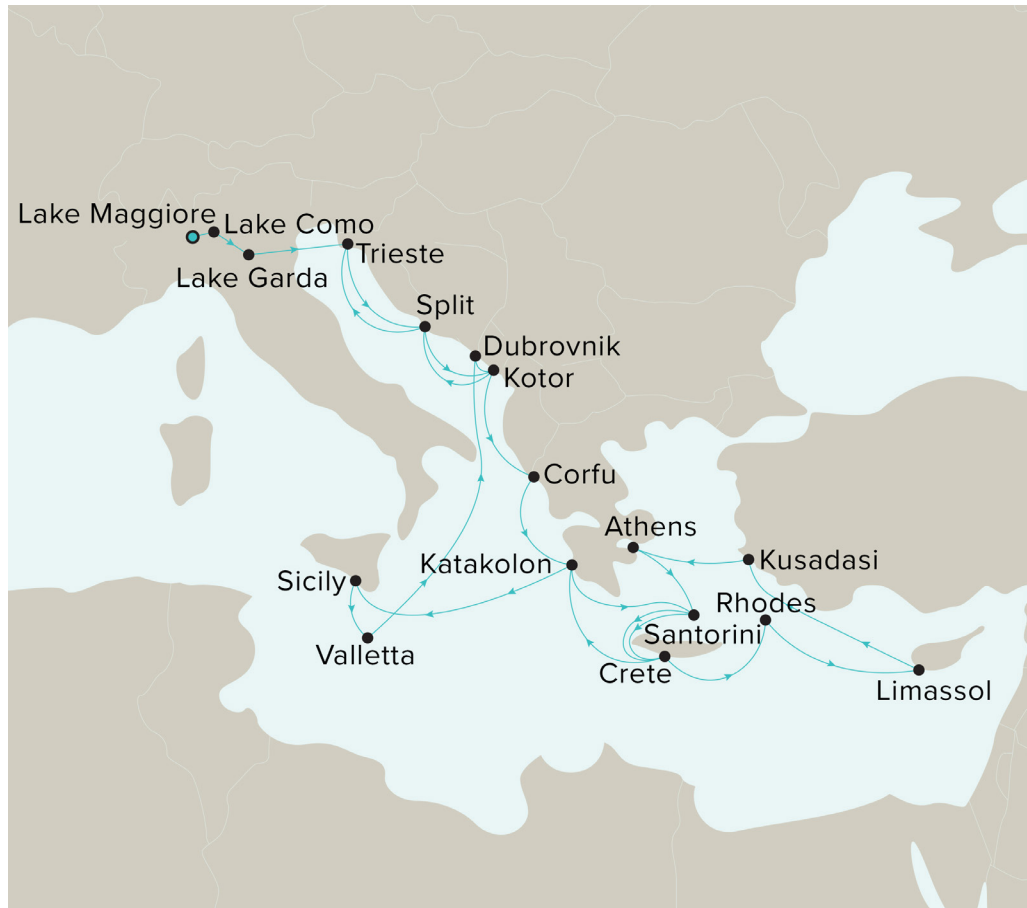 Lake Maggiore
Lake Como
Trieste
Lake Garda
Split
Dubrovnik
Kotor
Corfu
Athens
Katakolon
Kusadasi
Sicily
Rhodes
Santorini
Valletta
Crete
Limassol